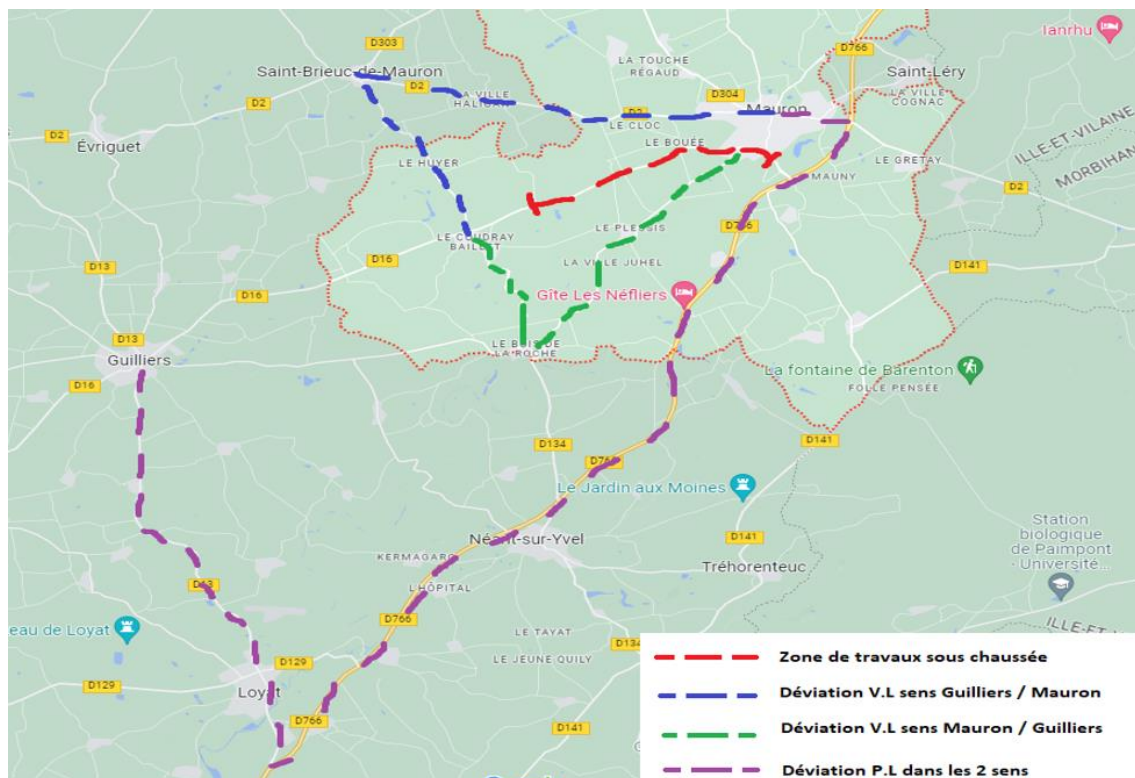 D303
D766
Ianrhu
Saint-Brieuc-de-Mauron
LA TOUCHE
RÉGAUD
Saint-Léry
D2
LA VILLE
D304
LA VILLE
COGNAC
D2
Mauron
D2
LE CLOC
D2
Évriguet
LE BOUÉE
ILLE-ET-VILAINE
MORBIHAN
LE HUYER
LE GRETAY
MAUNY
D2
LE PLESSIS
D766
LE COUDRAY
BAILLET
D16
LA VILLE JUHEL
D141
D16
Gîte Les Néfliers
D13
D13
LE BOIS DE
LA ROCHE
Guilliers
D16
La fontaine de Barenton
FOLLE PENSÉE
D134
D141
D766
Le Jardin aux Moines
Station
biologique
de Paimpont
- Université...
Néant-sur-Yvel
D141
KERMAGARO
Tréhorenteuc
L'HÔPITAL
D13
D766
eau de Loyat
LE TAYAT
D134
ILLE-ET-V
D129
LE JEUNE QUILY
D129
Loyat
D766
D141
Zone de travaux sous chaussée
Déviation V.L sens Guilliers / Mauron
Déviation V.L sens Mauron / Guilliers
Déviation P.L dans les 2 sens